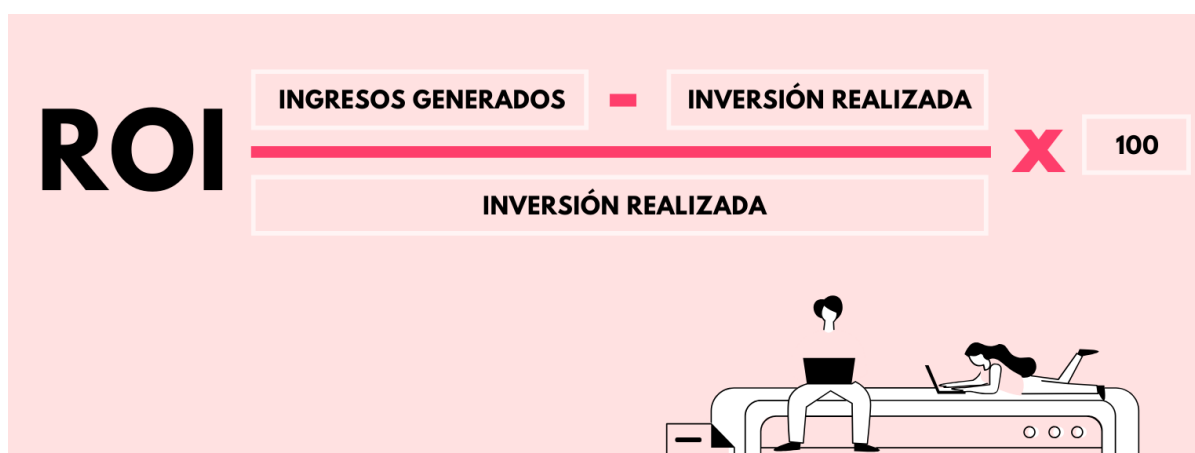 INGRESOS GENERADOS - INVERSIÓN REALIZADA
ROI
X 100
INVERSIÓN REALIZADA